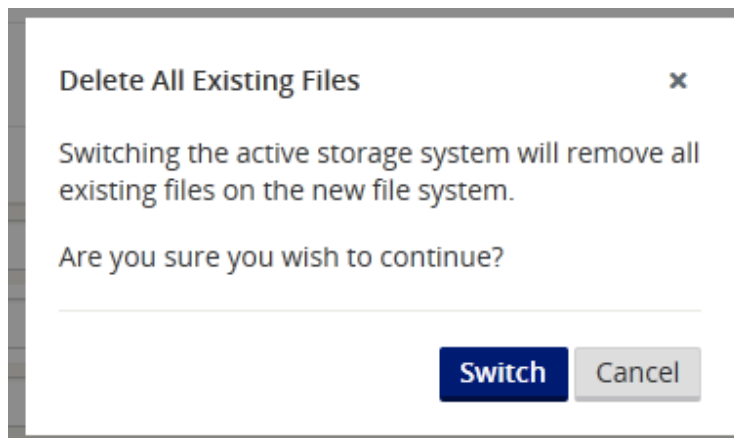 Delete All Existing Files
Switching the active storage system will remove all
existing files on the new file system.
Are you sure you wish to continue?
Switch
Cancel